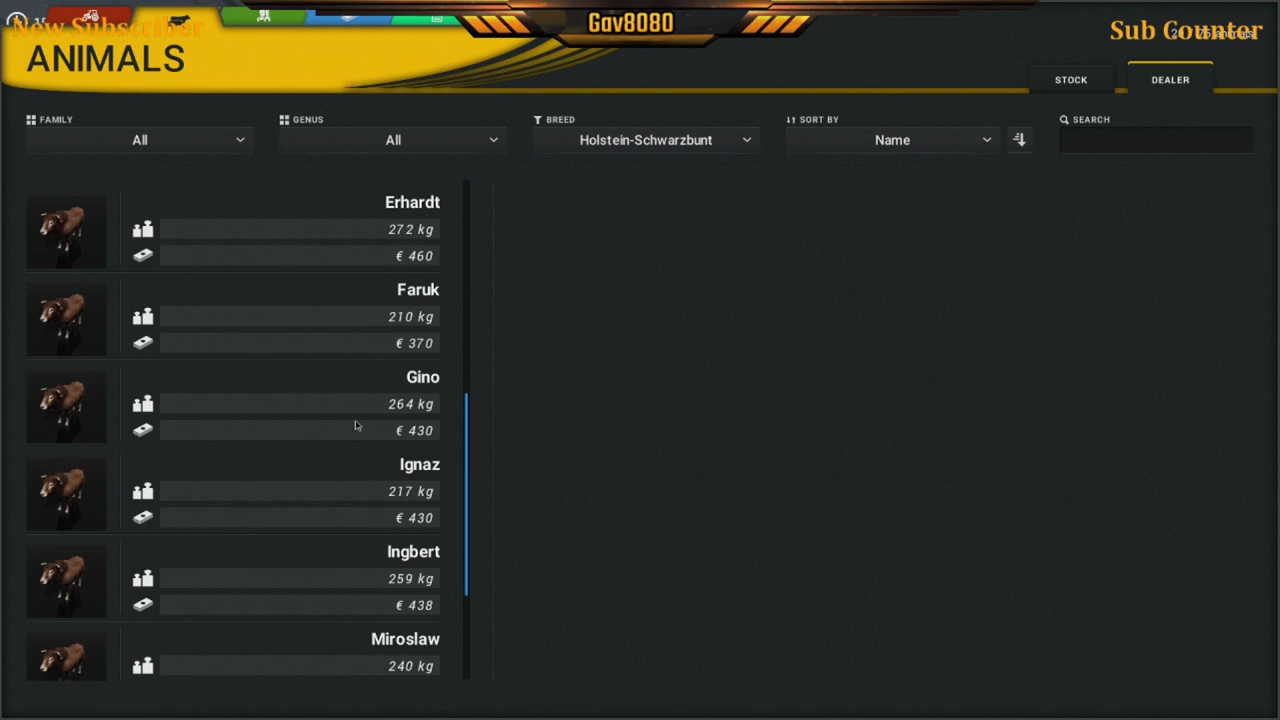 New Subscriber
Gav8080
Sub Counter
ANIMALS
STOCK
DEALER
FAMILY
GENUS
BREED
SORT BY
SEARCH
All
All
Holstein-Schwarzbunt
Name
Erhardt
272 kg
€ 460
Faruk
210 kg
€ 370
Gino
264 kg
€ 430
Ignaz
217 kg
€ 430
Ingbert
259 kg
€ 438
Miroslaw
240 kg